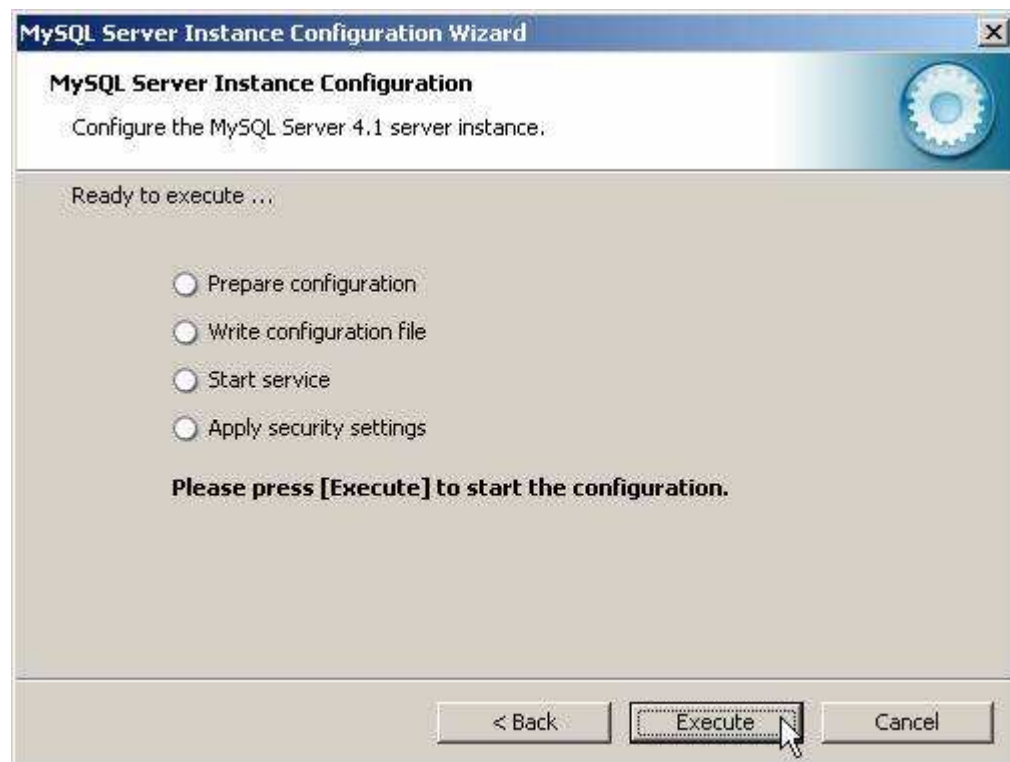 MySQL Server Instance Configuration Wizard
MySQL Server Instance Configuration
Configure the MySQL Server 4.1 server instance.
Ready to execute ...
Prepare configuration
Write configuration file
Start service
Apply security settings
Please press [Execute] to start the configuration.
< Back Execute Cancel